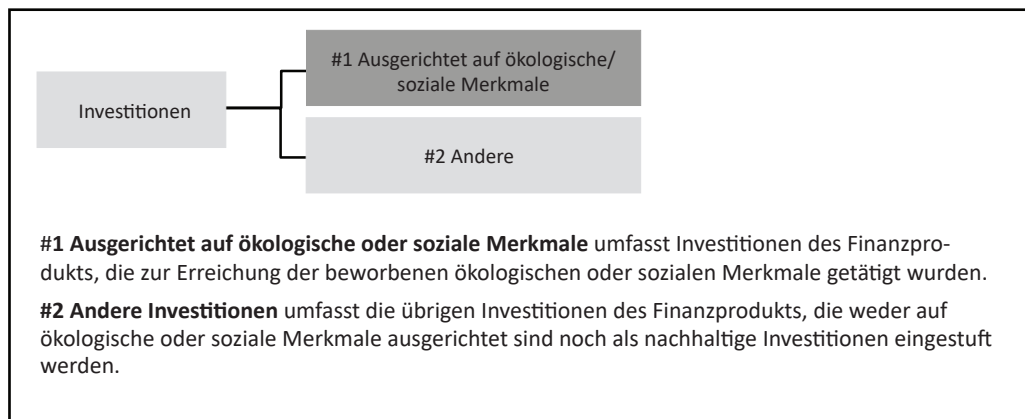 #1 Ausgerichtet auf ökologische/
soziale Merkmale
Investitionen
#2 Andere
#1 Ausgerichtet auf ökologische oder soziale Merkmale umfasst Investitionen des Finanzpro-
dukts, die zur Erreichung der beworbenen ökologischen oder sozialen Merkmale getätigt wurden.
#2 Andere Investitionen umfasst die übrigen Investitionen des Finanzprodukts, die weder auf
ökologische oder soziale Merkmale ausgerichtet sind noch als nachhaltige Investitionen eingestuft
werden.